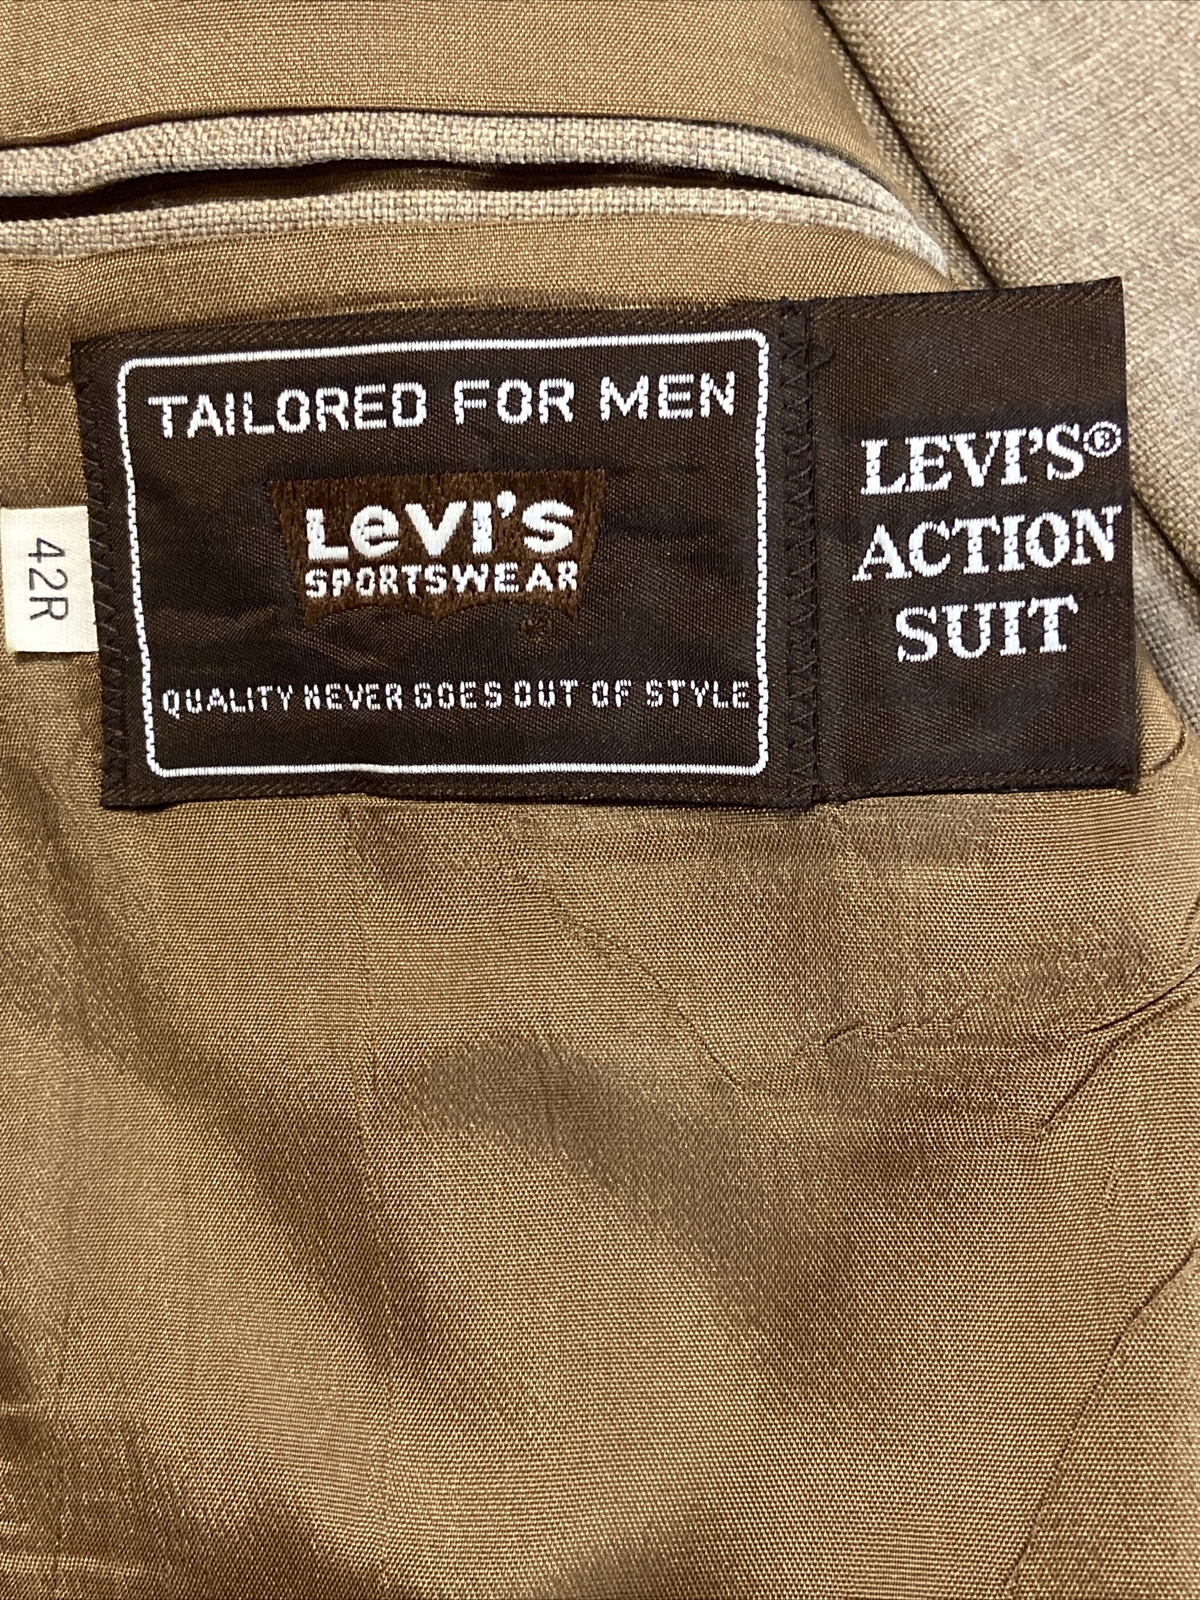 TAILORED FOR MEN
LEVI'S
SPORTSWEAR
QUALITY NEVER GOES OUT OF STYLE
LEVI'S®
ACTION
SUIT
42R